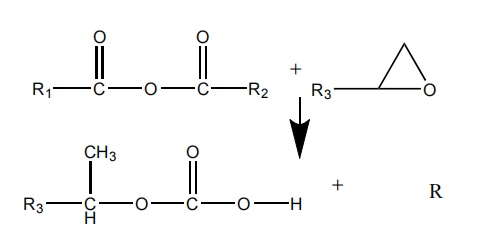 O O
R1 C O C R2 + R3 O
CH3 O
R3 C O C O H + R
H